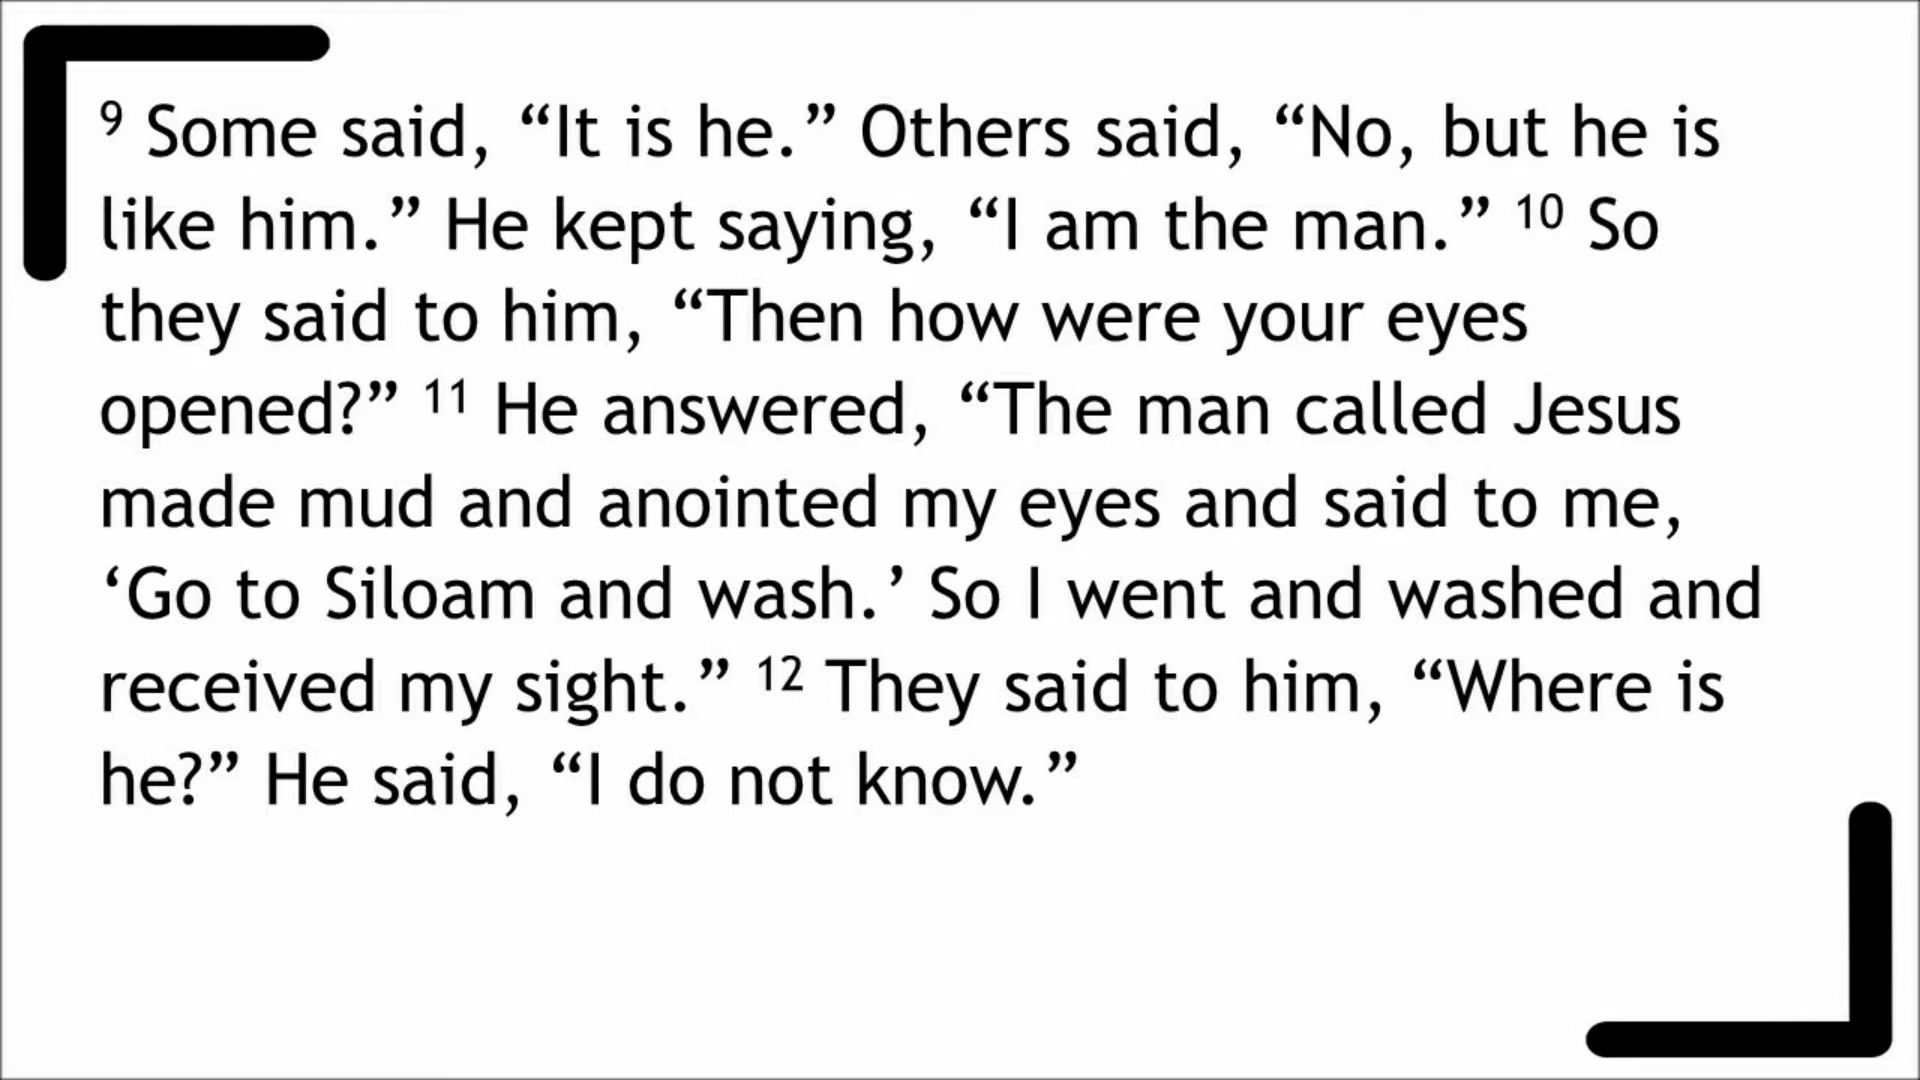 9 Some said, “It is he.” Others said, “No, but he is
like him.” He kept saying, “I am the man.” 10 So
they said to him, “Then how were your eyes
opened?” 11 He answered, “The man called Jesus
made mud and anointed my eyes and said to me,
‘Go to Siloam and wash.’ So I went and washed and
received my sight.” 12 They said to him, “Where is
he?” He said, “I do not know.”